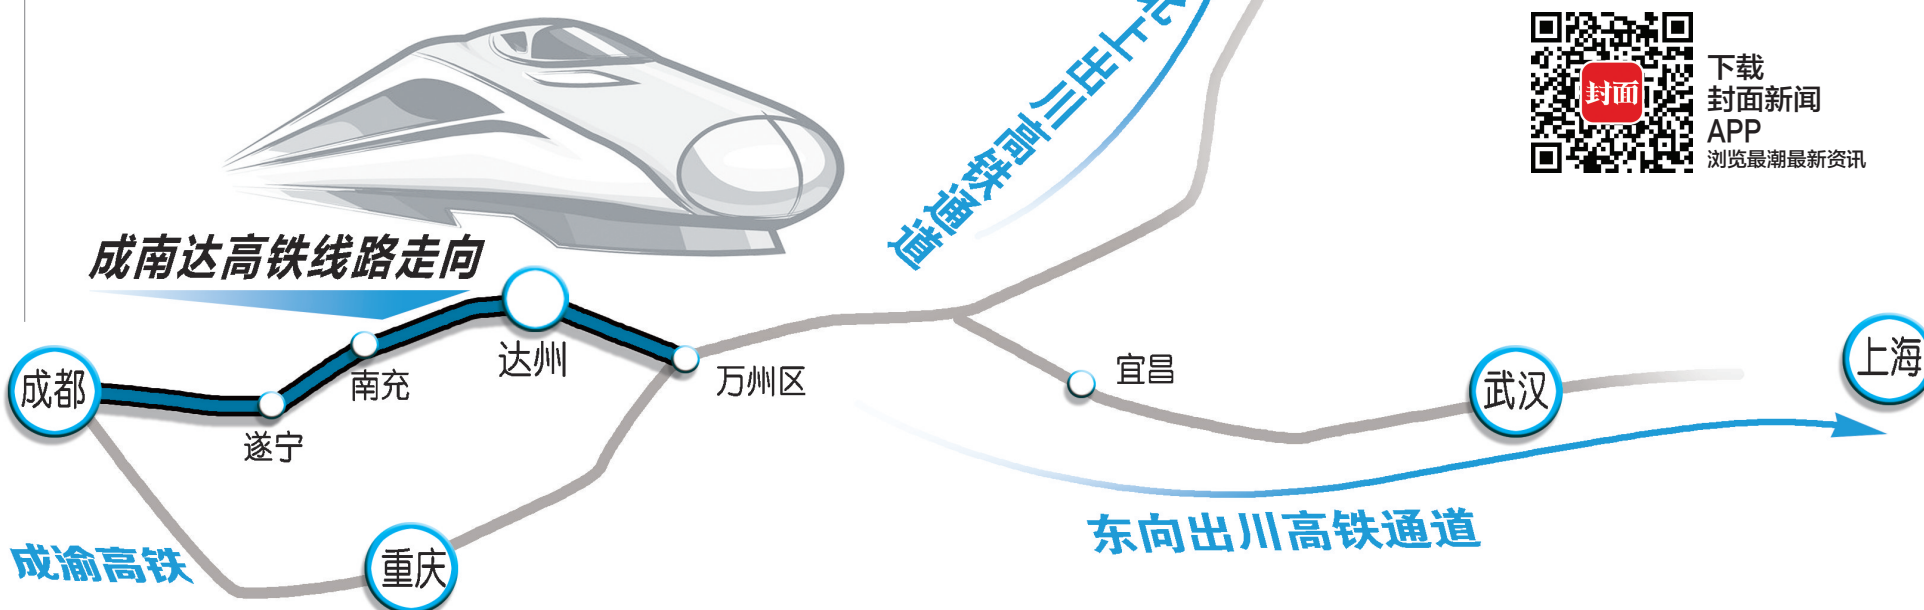 北上出川高铁通道
下载
封面新闻
APP
浏览最潮最新资讯
封面
成南达高铁线路走向
成都
遂宁
南充
达州
万州区
宜昌
武汉
上海
东向出川高铁通道
成渝高铁
重庆